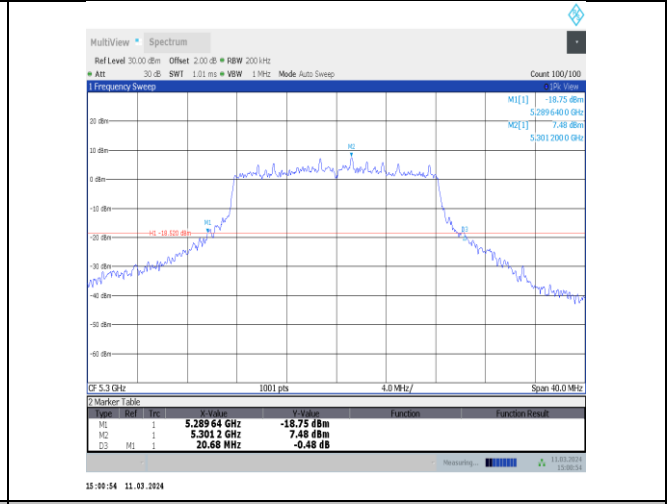 MultiView Spectrum
Ref Level 30.00 dBm Offset 2.00 dB RBW 200 kHz
Att 30 dB SWT 1.01 ms VBW 1 MHz Mode Auto Sweep Count 100/100
1 Frequency Sweep 1Pk View
M1[1] -18.75 dBm
5.2896400 GHz
M2[1] 7.48 dBm
5.3012000 GHz
20 dBm
10 dBm
M2
0 dBm
-10 dBm
M1
H1 -18.520 dBm
D3
-20 dBm
-30 dBm
-40 dBm
-50 dBm
-60 dBm
CF 5.3 GHz 1001 pts 4.0 MHz/ Span 40.0 MHz
2 Marker Table
Type Ref Trc X-Value Y-Value Function Function Result
M1 1 5.28964 GHz -18.75 dBm
M2 1 5.3012 GHz 7.48 dBm
D3 M1 1 20.68 MHz -0.48 dB
Measuring... 11.03.2024
15:00:54
15:00:54 11.03.2024